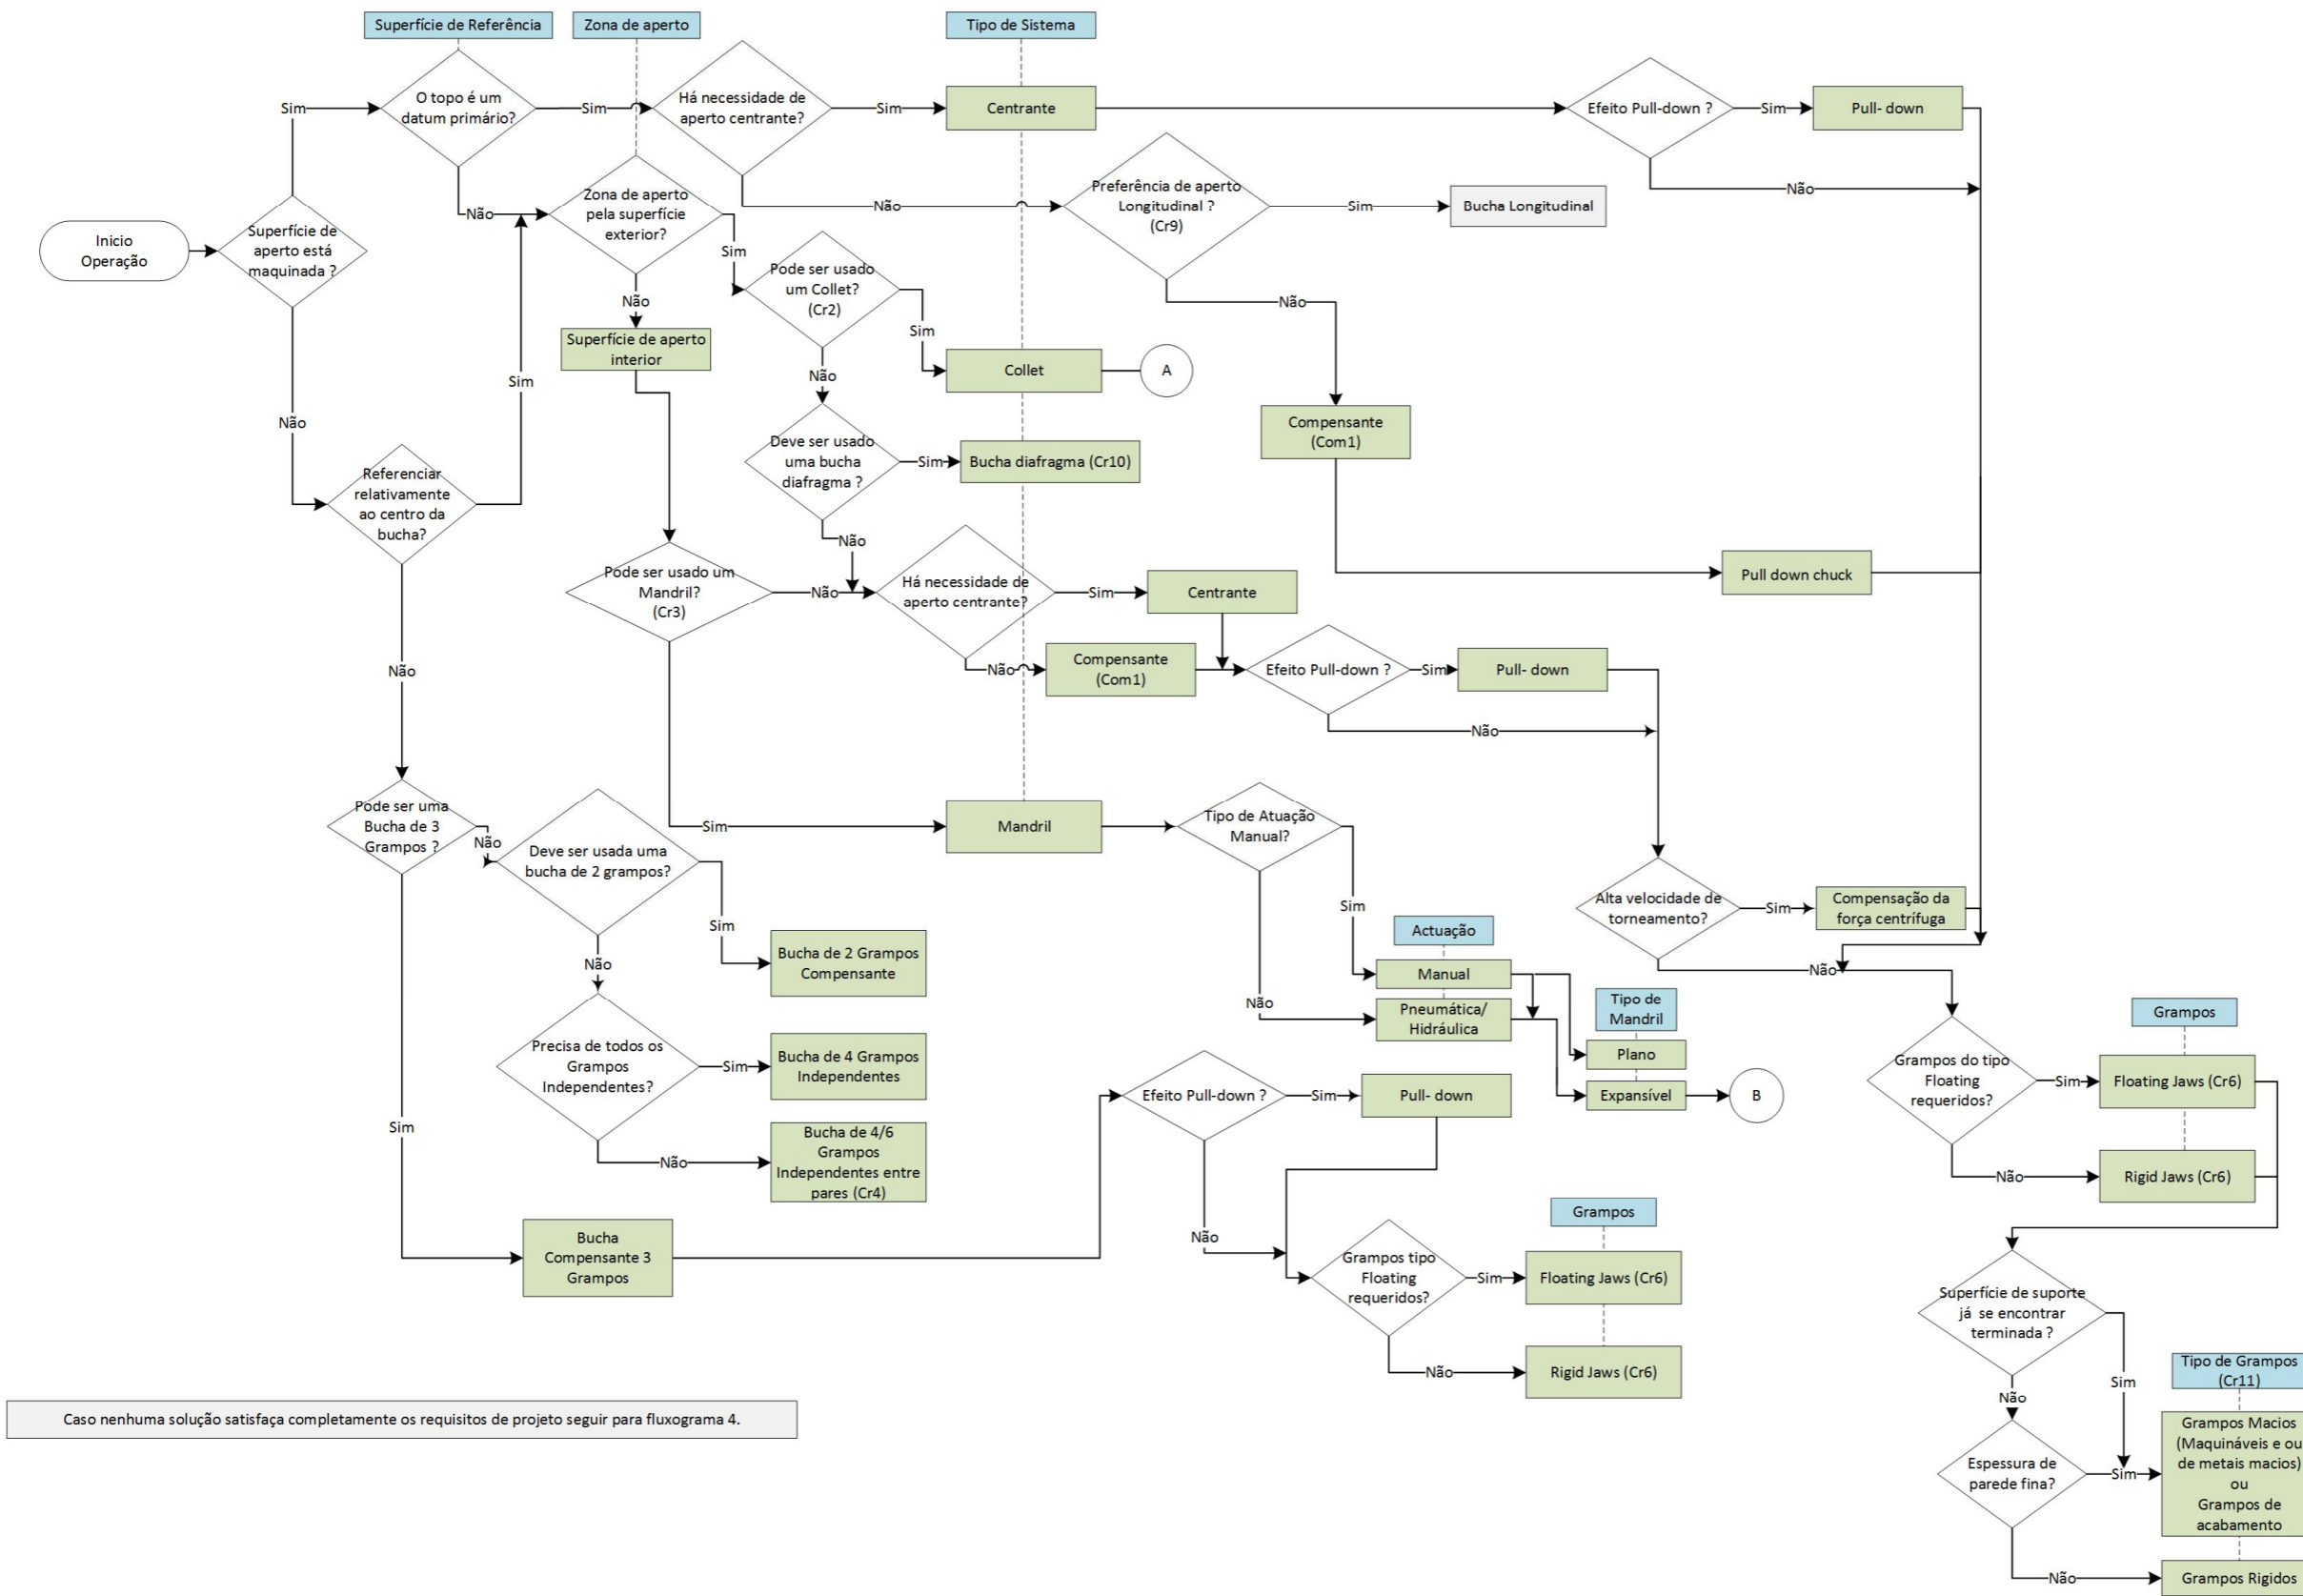 Superfície de Referência
Zona de aperto
Tipo de Sistema
Sim
O topo é um
datum primário?
Sim
Há necessidade de
aperto centrante?
Sim
Centrante
Efeito Pull-down ?
Sim
Pull- down
Não
Inicio
Operação
Superfície de
aperto está
maquinada ?
Não
Zona de aperto
pela superfície
exterior?
Não
Preferência de aperto
Longitudinal ?
(Cr9)
Sim
Bucha Longitudinal
Sim
Pode ser usado
um Collet?
(Cr2)
Não
Não
Superfície de aperto
interior
Sim
Collet
A
Sim
Não
Não
Compensante
(Com1)
Deve ser usado
uma bucha
diafragma ?
Sim
Bucha diafragma (Cr10)
Referenciar
relativamente
ao centro da
bucha?
Não
Pode ser usado um
Mandril?
(Cr3)
Não
Há necessidade de
aperto centrante?
Sim
Centrante
Pull down chuck
Não
Não
Compensante
(Com1)
Efeito Pull-down ?
Sim
Pull- down
Não
Pode ser uma
Bucha de 3
Grampos ?
Não
Deve ser usada uma
bucha de 2 grampos?
Sim
Mandril
Tipo de Atuação
Manual?
Sim
Sim
Alta velocidade de
torneamento?
Sim
Compensação da
força centrífuga
Não
Actuação
Bucha de 2 Grampos
Compensante
Não
Manual
Não
Pneumática/
Hidráulica
Tipo de
Mandril
Plano
Expansível
B
Grampos
Precisa de todos os
Grampos
Independentes?
Sim
Bucha de 4 Grampos
Independentes
Grampos do tipo
Floating
requeridos?
Sim
Floating Jaws (Cr6)
Efeito Pull-down ?
Sim
Pull- down
Sim
Não
Bucha de 4/6
Grampos
Independentes entre
pares (Cr4)
Não
Rigid Jaws (Cr6)
Bucha
Compensante 3
Grampos
Não
Grampos
Grampos tipo
Floating
requeridos?
Sim
Floating Jaws (Cr6)
Não
Rigid Jaws (Cr6)
Superfície de suporte
já se encontrar
terminada ?
Sim
Não
Tipo de Grampos
(Cr11)
Caso nenhuma solução satisfaça completamente os requisitos de projeto seguir para fluxograma 4.
Espessura de
parede fina?
Sim
Grampos Macios
(Maquináveis e ou
de metais macios)
ou
Grampos de
acabamento
Não
Grampos Rigidos